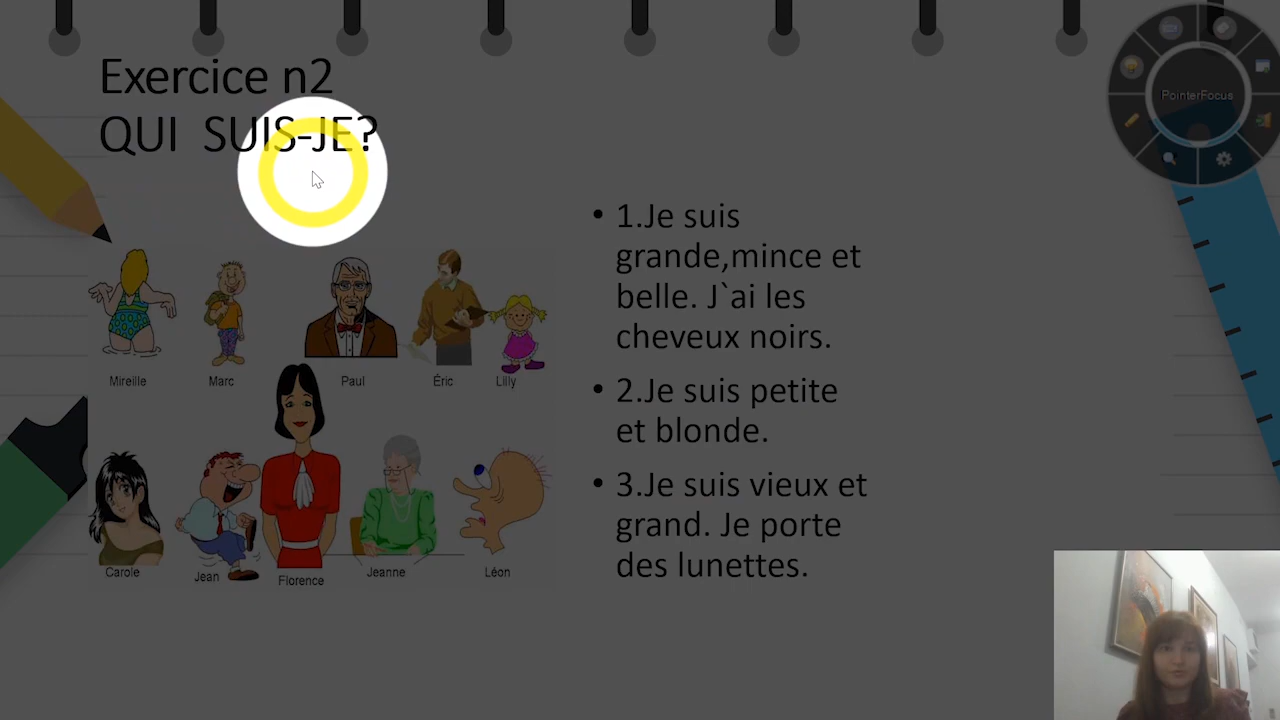 Exercice n2
QUI SUIS-JE?
PointerFocus
Mireille
Marc
Paul
Éric
Lilly
Carole
Jean
Florence
Jeanne
Léon
• 1.Je suis
grande,mince et
belle. J`ai les
cheveux noirs.
• 2.Je suis petite
et blonde.
• 3.Je suis vieux et
grand. Je porte
des lunettes.